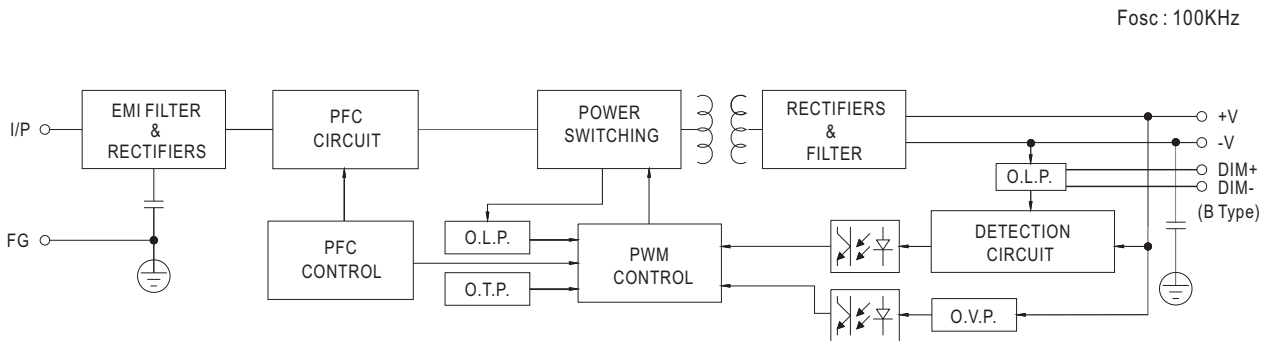 Fosc : 100KHz
I/P
EMI FILTER
&
RECTIFIERS
PFC
CIRCUIT
POWER
SWITCHING
RECTIFIERS
&
FILTER
+V
-V
O.L.P.
DIM+
DIM-
(B Type)
FG
PFC
CONTROL
O.L.P.
O.T.P.
PWM
CONTROL
DETECTION
CIRCUIT
O.V.P.